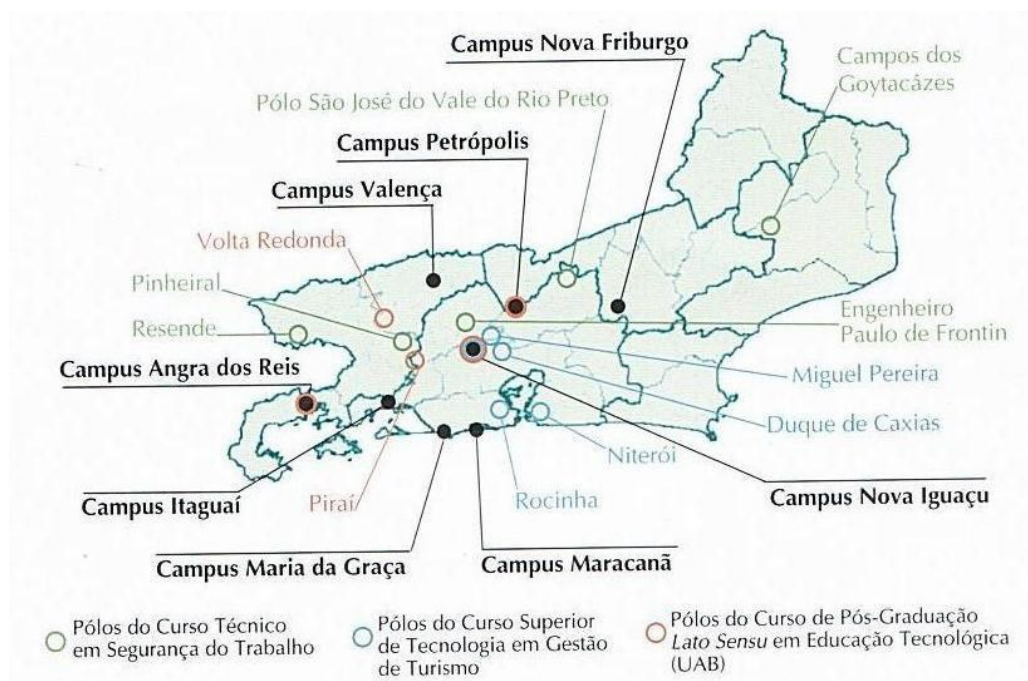 Campus Nova Friburgo
Campos dos
Goytacázes
Pólo São José do Vale do Rio Preto
Campus Petrópolis
Campus Valença
Volta Redonda
Pinheiral
Engenheiro
Paulo de Frontin
Resende
Campus Angra dos Reis
Miguel Pereira
Duque de Caxias
Niterói
Campus Itaguaí
Piraí
Rocinha
Campus Nova Iguaçu
Campus Maria da Graça
Campus Maracanã
Pólos do Curso Técnico
em Segurança do Trabalho
Pólos do Curso Superior
de Tecnologia em Gestão
de Turismo
Pólos do Curso de Pós-Graduação
Lato Sensu em Educação Tecnológica
(UAB)